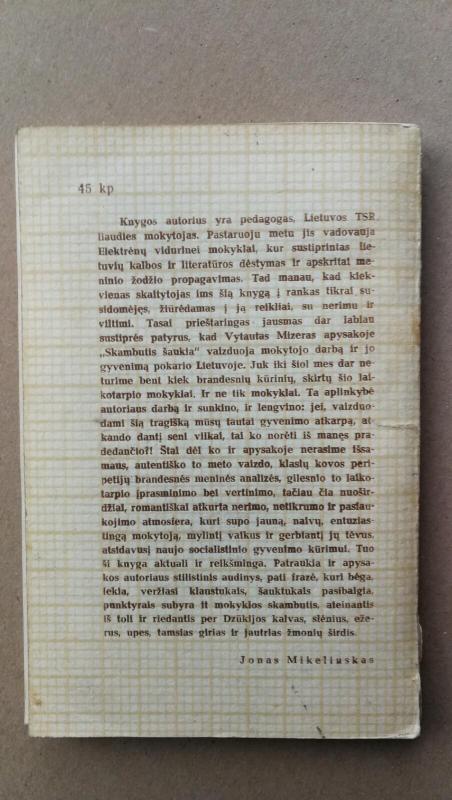 45 kp
Knygos autorius yra pedagogas, Lietuvos TSR
liaudies mokytojas. Pastaruoju metu jis vadovauja
Elektrėnų vidurinei mokyklai, kur sustiprintas lie-
tuvių kalbos ir literatūros dėstymas ir apskritai me-
ninio žodžio propagavimas. Tad manau, kad kiek-
vienas skaitytojas ims šią knygą į rankas tikrai su-
sidomėjęs, žiūrėdamas į ją reikliai, su nerimu ir
viltimi. Tasai prieštaringas jausmas dar labiau
sustiprės patyrus, kad Vytautas Mizeras apysakoje
„Skambutis šaukia“ vaizduoja mokytojo darbą ir jo
gyvenimą pokario Lietuvoje. Juk iki šiol mes dar ne-
turime bent kiek brandesnių kūrinių, skirtų šio lai-
kotarpio mokyklai. Ir ne tik mokyklai. Ta aplinkybė
autoriaus darbą ir sunkino, ir lengvino: jei, vaizduo-
dami šią tragišką mūsų tautai gyvenimo atkarpą, at-
kando dantį seni vilkai, tai ko norėti iš manęs pra-
dedančio?! Štai dėl ko ir apysakoje nerasime išsa-
maus, autentiško to meto vaizdo, klasių kovos peri-
petijų brandesnės meninės analizės, gilesnio to laiko-
tarpio įprasminimo bei vertinimo, tačiau čia nuošir-
džiai, romantiškai atkurta nerimo, netikrumo ir pasiau-
kojimo atmosfera, kuri supo jauną, naivų, entuzias-
tingą mokytoją, mylintį vaikus ir gerbiantį jų tėvus,
atsidavusį naujo socialistinio gyvenimo kūrimui. Tuo
ši knyga aktuali ir reikšminga. Patraukia ir apysa-
kos autoriaus stilistinis audinys, pati frazė, kuri bėga,
lekia, veržiasi klaustukais, šauktukais pasibaigia,
punktyrais subyra it mokyklos skambutis, ateinantis
iš toli ir riedantis per Dzūkijos kalvas, slėnius, eže-
rus, upes, tamsias girias ir jautrias žmonių širdis.
Jonas Mikeliuskas